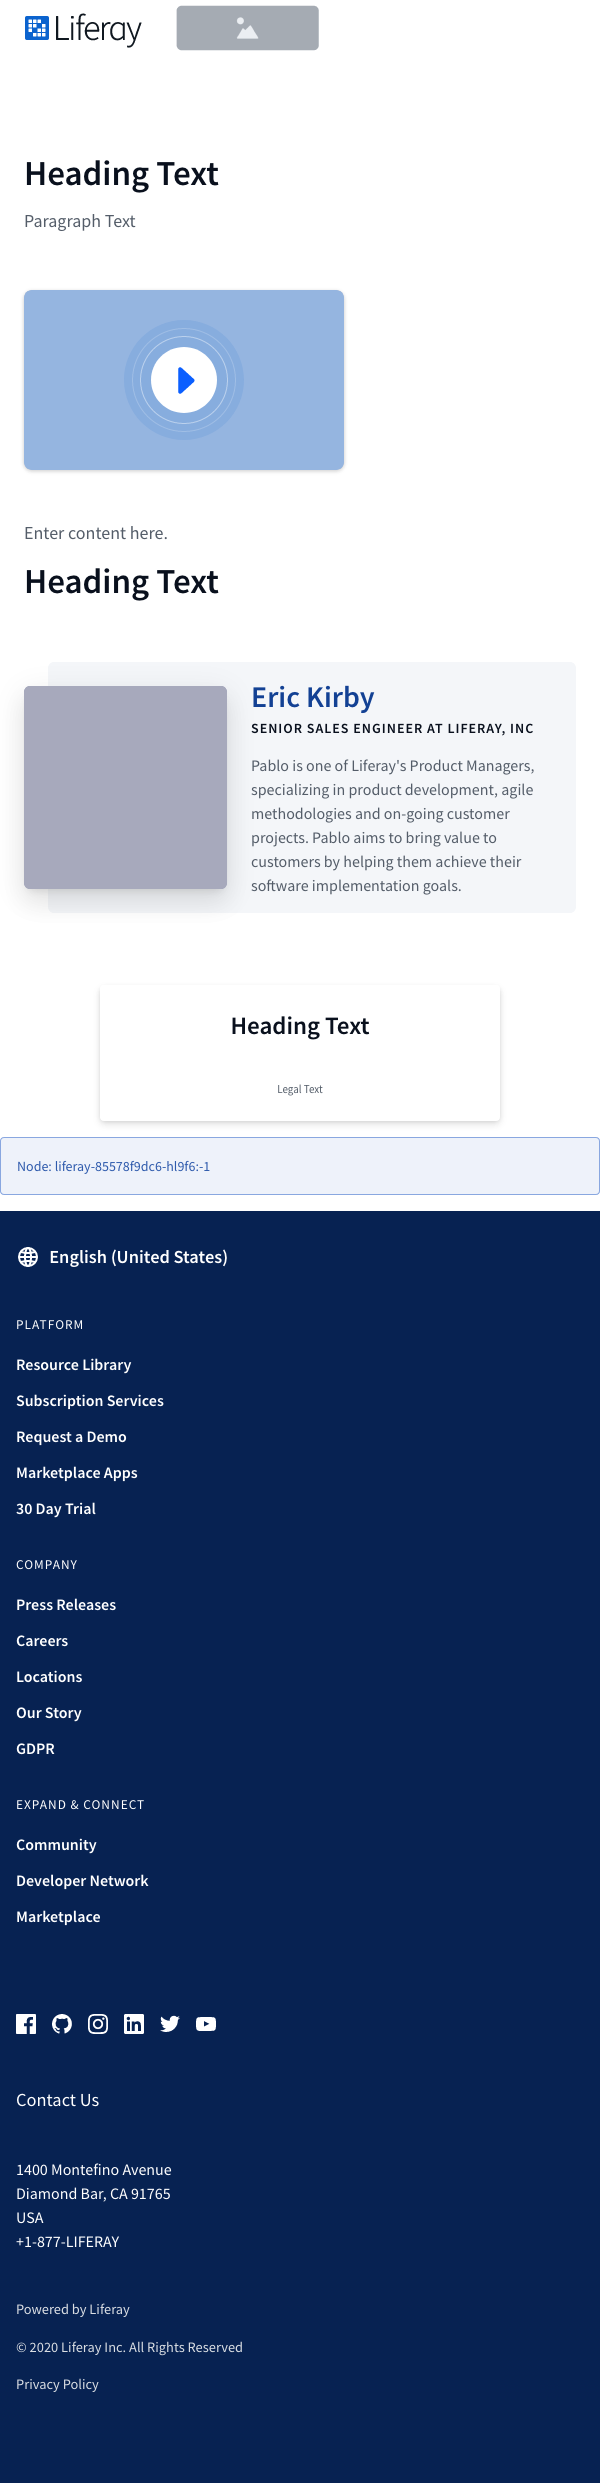 Liferay
Heading Text
Paragraph Text
Enter content here.
Heading Text
Eric Kirby
SENIOR SALES ENGINEER AT LIFERAY, INC
Pablo is one of Liferay's Product Managers,
specializing in product development, agile
methodologies and on-going customer
projects. Pablo aims to bring value to
customers by helping them achieve their
software implementation goals.
Heading Text
Legal Text
Node: liferay-85578f9dc6-hl9f6:-1
English (United States)
PLATFORM
Resource Library
Subscription Services
Request a Demo
Marketplace Apps
30 Day Trial
COMPANY
Press Releases
Careers
Locations
Our Story
GDPR
EXPAND & CONNECT
Community
Developer Network
Marketplace
Contact Us
1400 Montefino Avenue
Diamond Bar, CA 91765
USA
+1-877-LIFERAY
Powered by Liferay
© 2020 Liferay Inc. All Rights Reserved
Privacy Policy